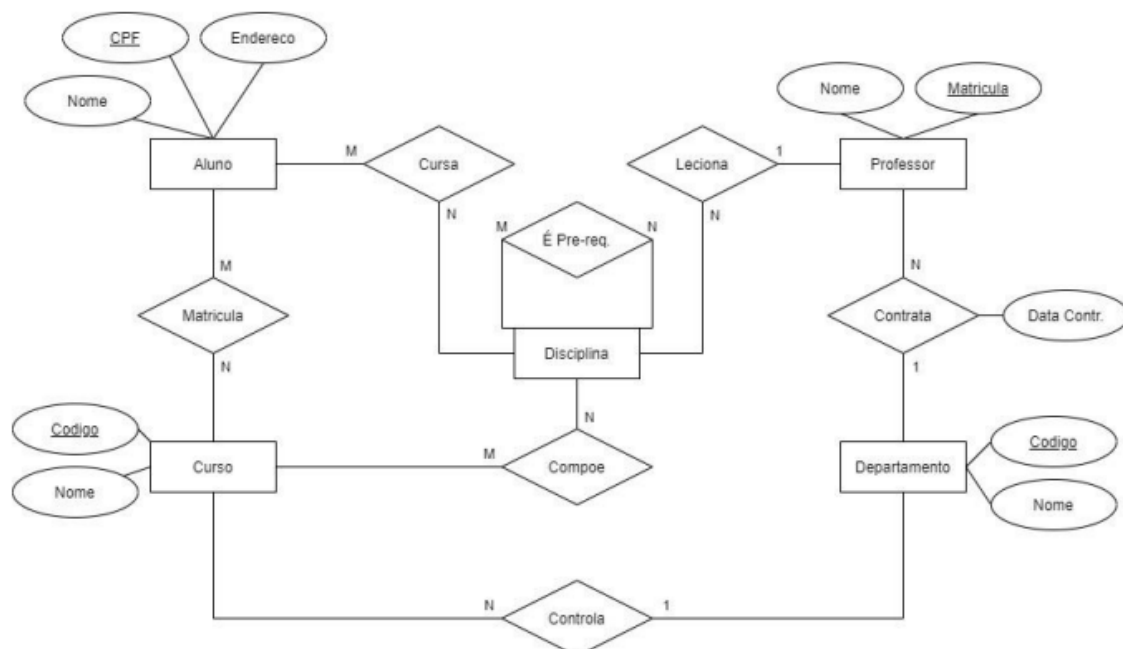 CPF
Endereco
Nome
Nome
Matricula
Aluno
M
Cursa
Leciona
1
Professor
N
M
É Pre-req.
N
N
M
N
Matricula
Contrata
Data Contr.
Disciplina
N
1
N
Codigo
Codigo
Curso
M
Compoe
Departamento
Nome
Nome
N
Controla
1